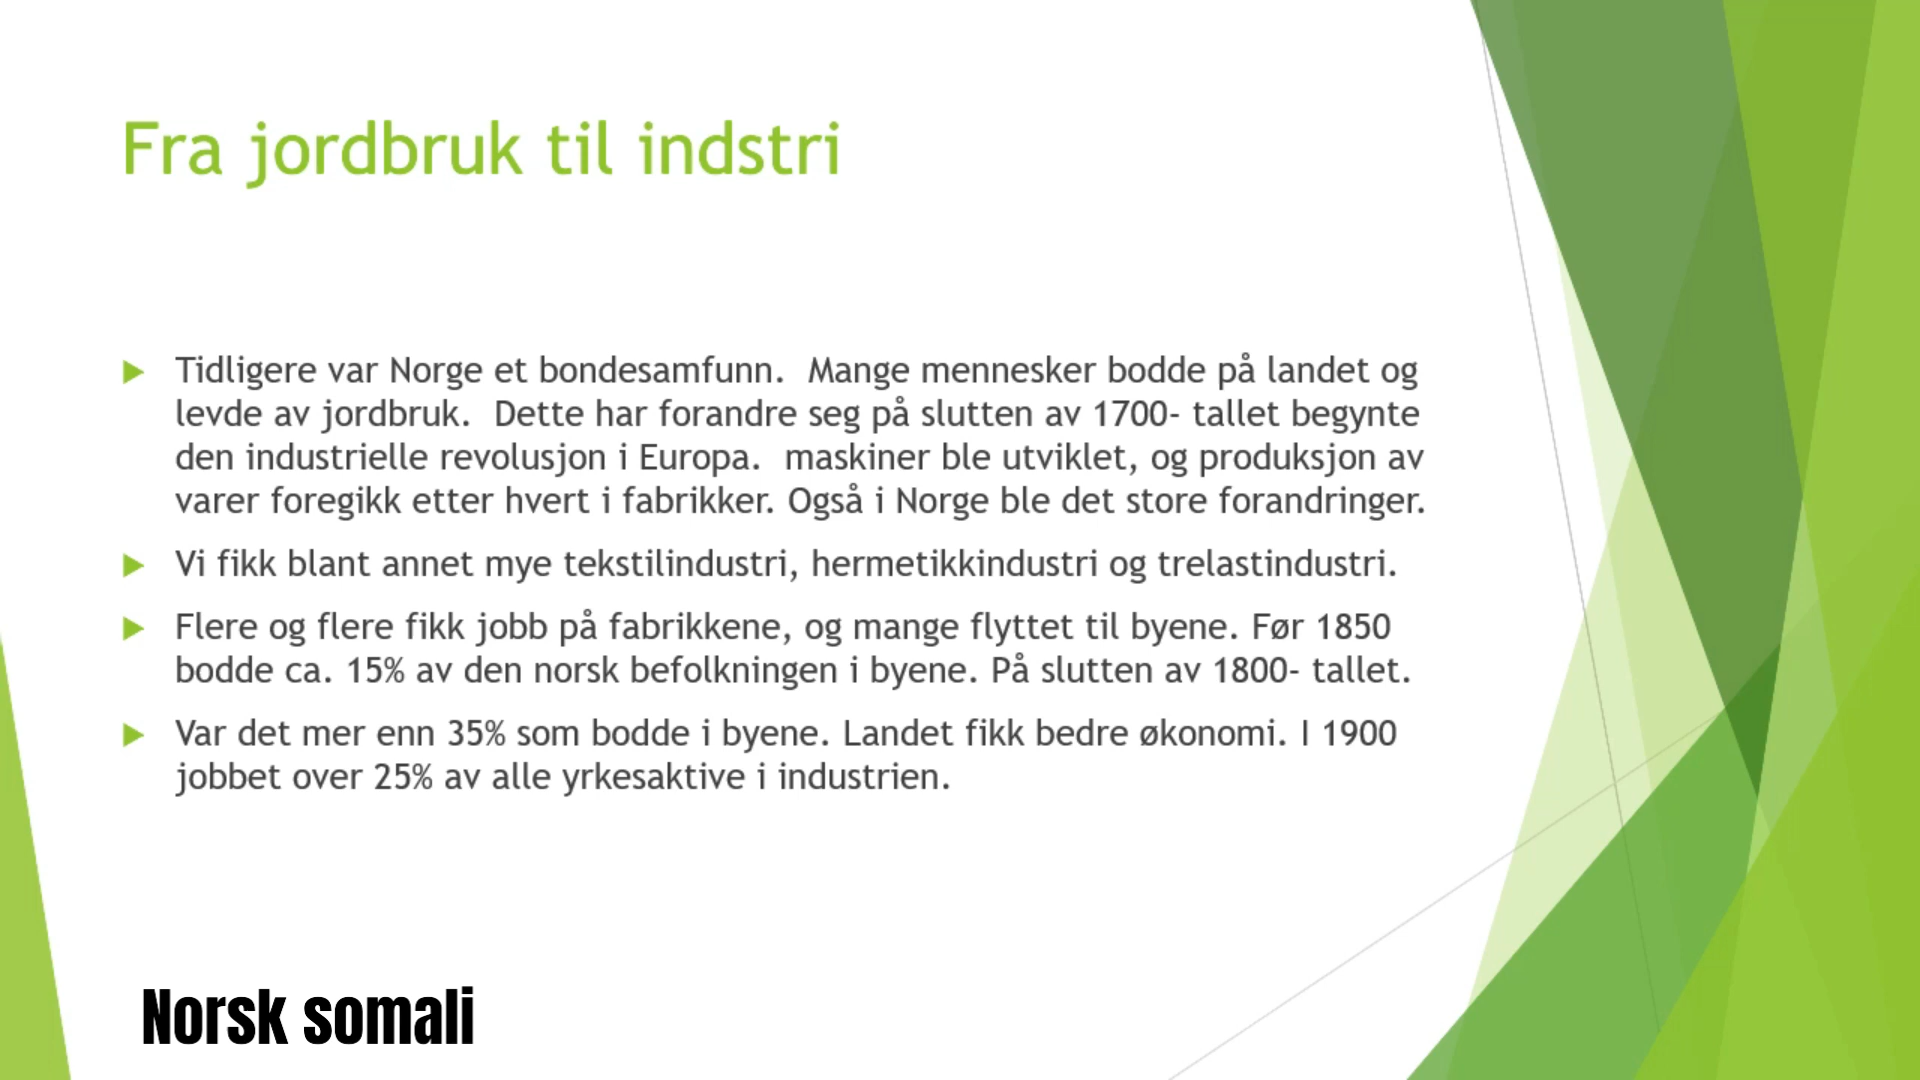 Fra jordbruk til indstri
Tidligere var Norge et bondesamfunn.  Mange mennesker bodde på landet og
levde av jordbruk.  Dette har forandre seg på slutten av 1700- tallet begynte
den industrielle revolusjon i Europa.  maskiner ble utviklet, og produksjon av
varer foregikk etter hvert i fabrikker. Også i Norge ble det store forandringer.
Vi fikk blant annet mye tekstilindustri, hermetikkindustri og trelastindustri.
Flere og flere fikk jobb på fabrikkene, og mange flyttet til byene. Før 1850
bodde ca. 15% av den norsk befolkningen i byene. På slutten av 1800- tallet.
Var det mer enn 35% som bodde i byene. Landet fikk bedre økonomi. I 1900
jobbet over 25% av alle yrkesaktive i industrien.
Norsk somali